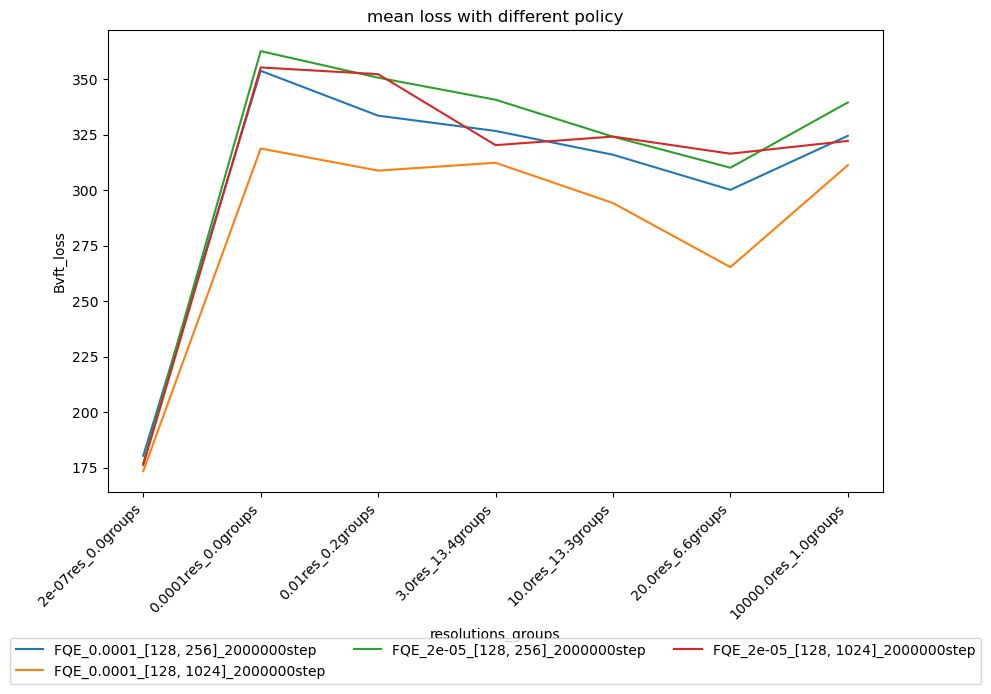 mean loss with different policy
Bvft_loss
350
325
300
275
250
225
200
175
2e-07res_0.0groups
0.0001res_0.0groups
0.01res_0.2groups
3.0res_13.4groups
10.0res_13.3groups
20.0res_6.6groups
10000.0res_1.0groups
resolutions_groups
FQE_0.0001_[128, 256]_2000000step
FQE_0.0001_[128, 1024]_2000000step
FQE_2e-05_[128, 256]_2000000step
FQE_2e-05_[128, 1024]_2000000step